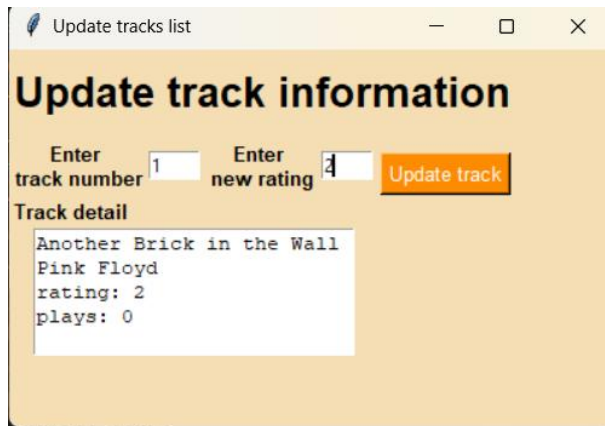 Update tracks list
Update track information
Enter
track number
1
Enter
new rating
2
Update track
Track detail
Another Brick in the Wall
Pink Floyd
rating: 2
plays: 0